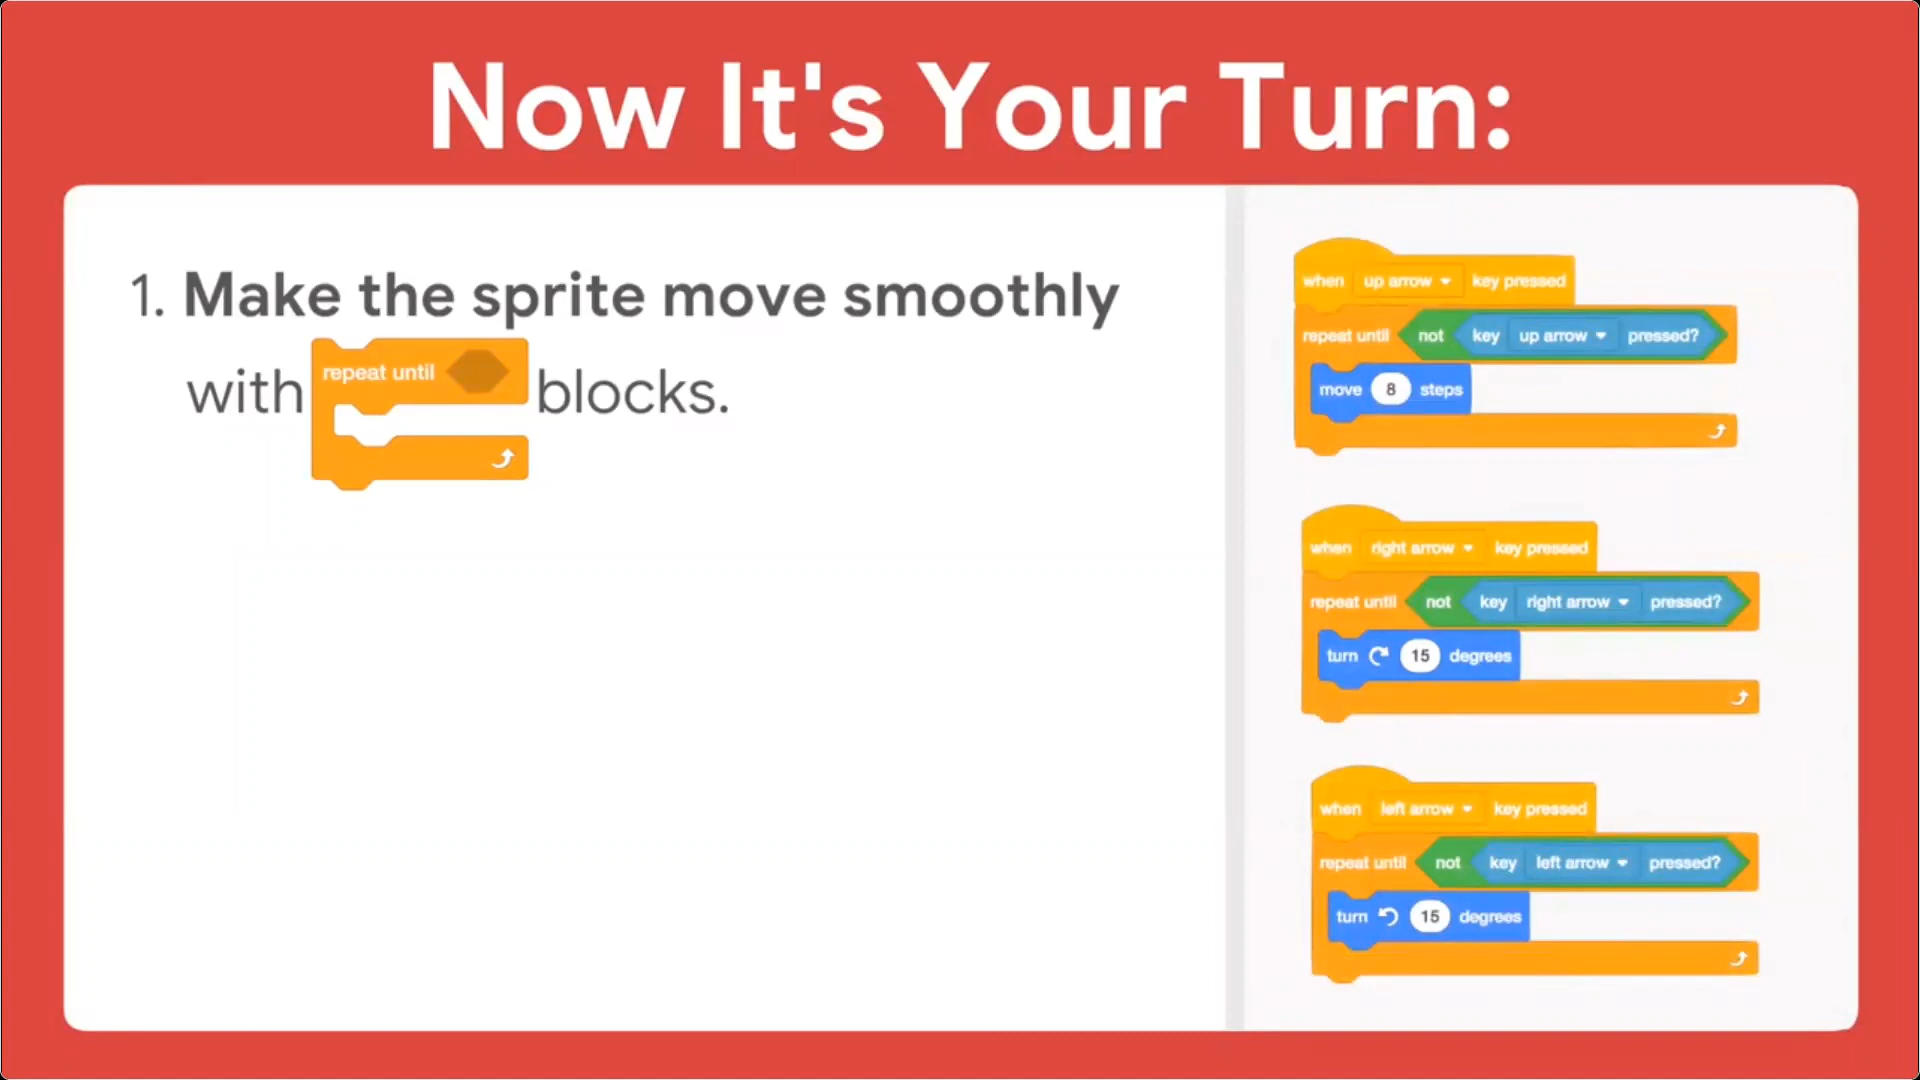 Now It's Your Turn:
1. Make the sprite move smoothly
with repeat until blocks.
when up arrow key pressed
repeat until not key up arrow pressed?
move 8 steps
when right arrow key pressed
repeat until not key right arrow pressed?
turn 15 degrees
when left arrow key pressed
repeat until not key left arrow pressed?
turn 15 degrees